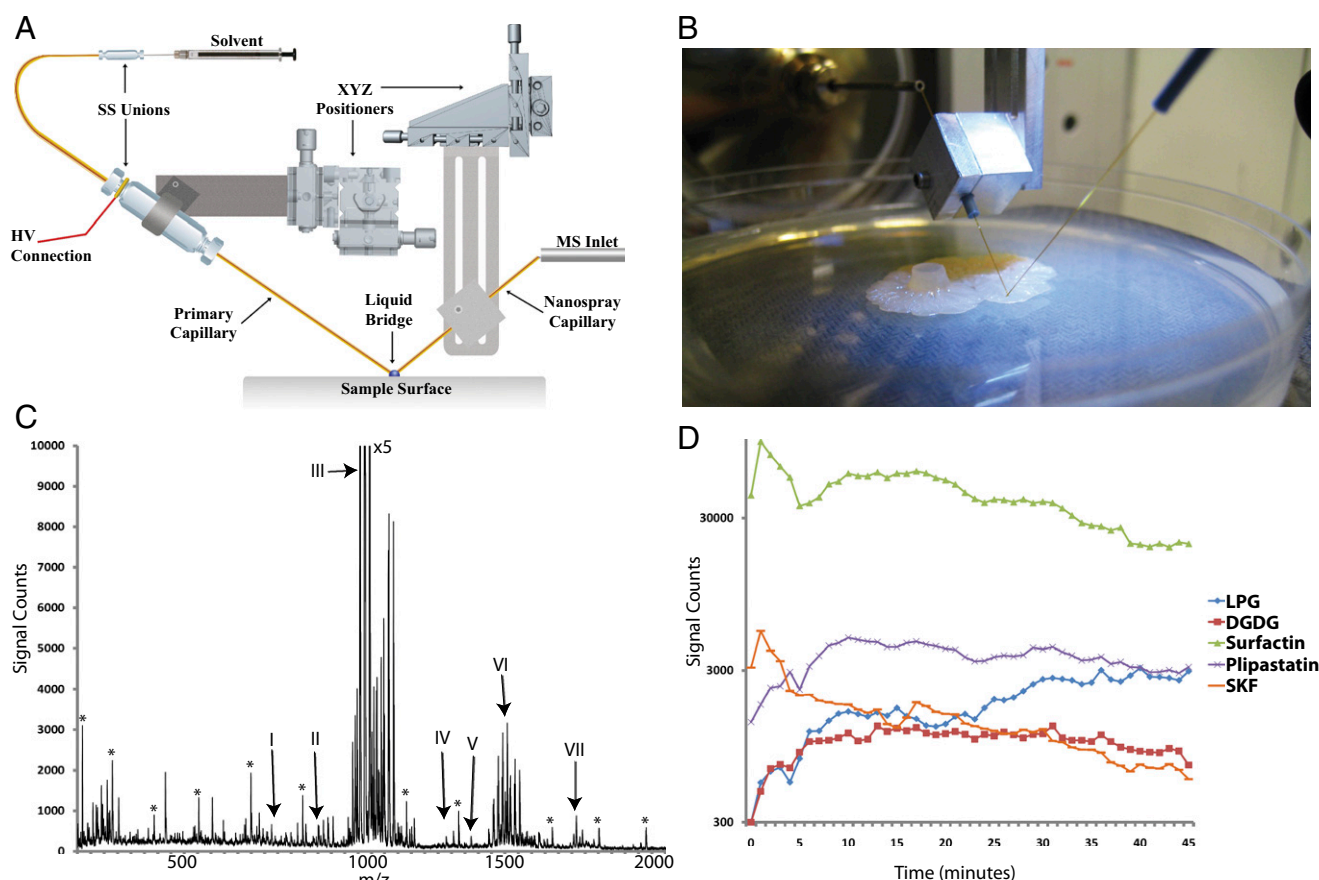 A
Solvent
SS Unions
XYZ
Positioners
HV
Connection
MS Inlet
Primary
Capillary
Liquid
Bridge
Nanospray
Capillary
Sample Surface
B
C
Signal Counts
10000
9000
8000
7000
6000
5000
4000
3000
2000
1000
0
x5
III
I
II
IV
V
VI
VII
*
*
*
*
*
*
*
*
*
*
*
500
1000
1500
2000
m/z
D
Signal Counts
30000
3000
300
0 5 10 15 20 25 30 35 40 45
Time (minutes)
LPG
DGDG
Surfactin
Plipastatin
SKF